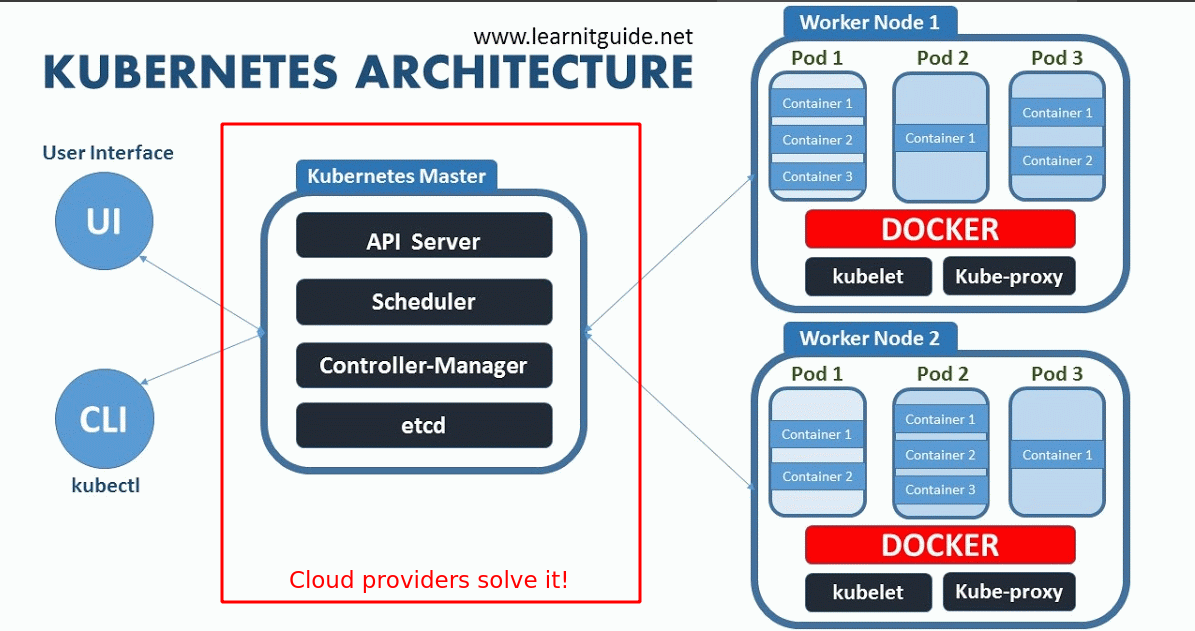 www.learnitguide.net
KUBERNETES ARCHITECTURE
User Interface
UI
CLI
kubectl
Kubernetes Master
API Server
Scheduler
Controller-Manager
etcd
Cloud providers solve it!
Worker Node 1
Pod 1
Container 1
Container 2
Container 3
Pod 2
Container 1
Pod 3
Container 1
Container 2
DOCKER
kubelet
Kube-proxy
Worker Node 2
Pod 1
Container 1
Container 2
Pod 2
Container 1
Container 2
Container 3
Pod 3
Container 1
DOCKER
kubelet
Kube-proxy